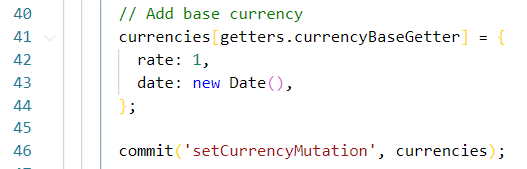 40 // Add base currency
41 currencies[getters.currencyBaseGetter] = {
42 rate: 1,
43 date: new Date(),
44 };
45
46 commit('setCurrencyMutation', currencies);